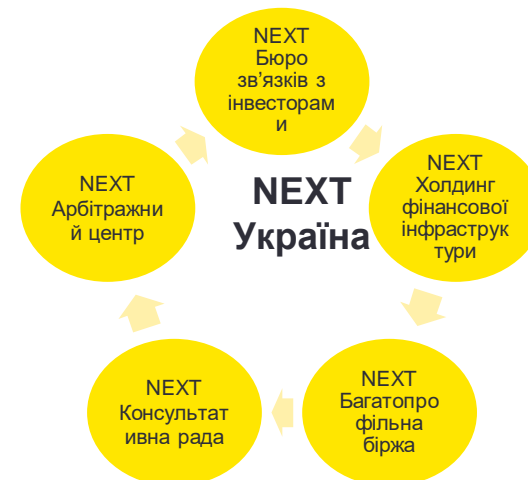 NEXT
Бюро
зв’язків з
інвесторам
и
NEXT
Холдинг
фінансової
інфраструк
тури
NEXT
Багатопро
фільна
біржа
NEXT
Консультат
ивна рада
NEXT
Арбітражни
й центр
NEXT
Україна